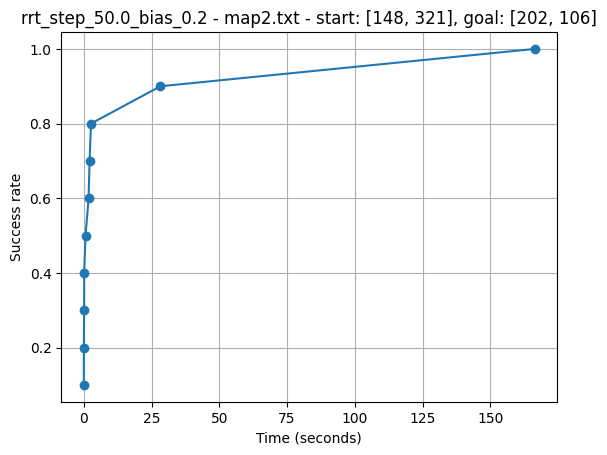 rrt_step_50.0_bias_0.2 - map2.txt - start: [148, 321], goal: [202, 106]
1.0
0.8
0.6
0.4
0.2
Success rate
0 25 50 75 100 125 150
Time (seconds)